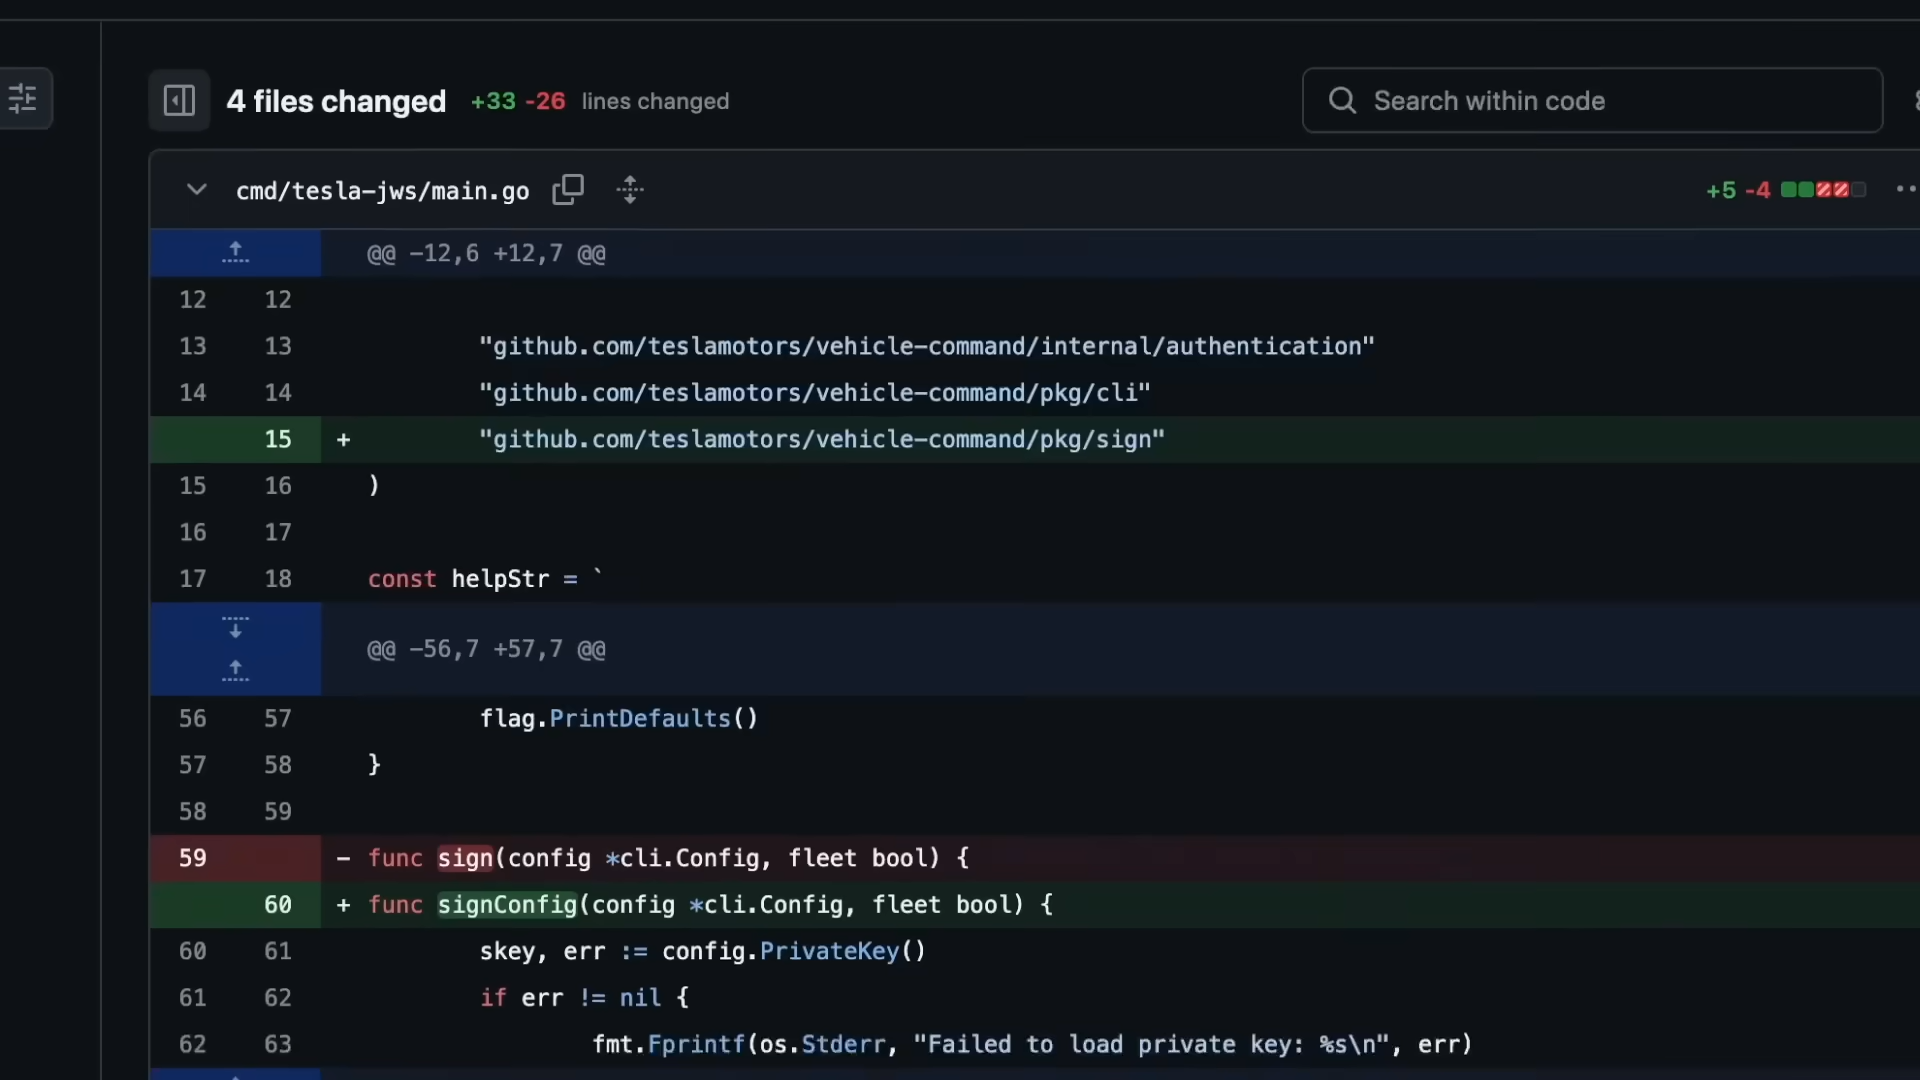 4 files changed +33 -26 lines changed
Search within code
cmd/tesla-jws/main.go
+5 -4
@@ -12,6 +12,7 @@
12 12
13 13 "github.com/teslamotors/vehicle-command/internal/authentication"
14 14 "github.com/teslamotors/vehicle-command/pkg/cli"
15 + "github.com/teslamotors/vehicle-command/pkg/sign"
15 16 )
16 17
17 18 const helpStr = `
@@ -56,7 +57,7 @@
56 57 flag.PrintDefaults()
57 58 }
58 59
59 - func sign(config *cli.Config, fleet bool) {
60 + func signConfig(config *cli.Config, fleet bool) {
60 61 skey, err := config.PrivateKey()
61 62 if err != nil {
62 63 fmt.Fprintf(os.Stderr, "Failed to load private key: %s\n", err)